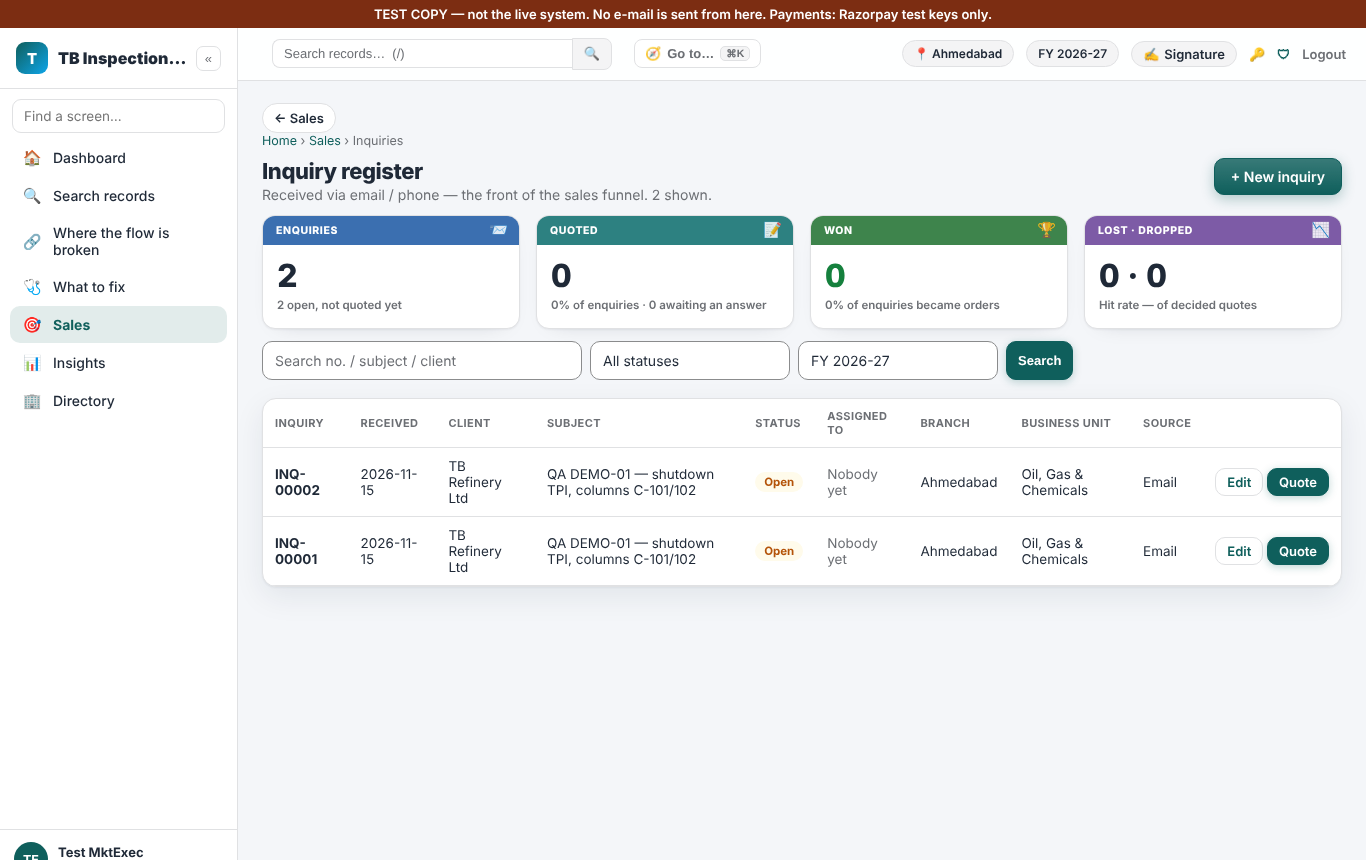 TEST COPY — not the live system. No e-mail is sent from here. Payments: Razorpay test keys only.
T TB Inspection... «
Search records... (/) 🔍
🧭 Go to... ⌘K
📍 Ahmedabad
FY 2026-27
✍️ Signature
Logout
Find a screen...
Dashboard
Search records
Where the flow is
broken
What to fix
Sales
Insights
Directory
Test MktExec
← Sales
Home › Sales › Inquiries
Inquiry register
Received via email / phone — the front of the sales funnel. 2 shown.
+ New inquiry
ENQUIRIES
2
2 open, not quoted yet
QUOTED
0
0% of enquiries · 0 awaiting an answer
WON
0
0% of enquiries became orders
LOST · DROPPED
0 · 0
Hit rate — of decided quotes
Search no. / subject / client
All statuses
FY 2026-27
Search
INQUIRY RECEIVED CLIENT SUBJECT STATUS ASSIGNED TO BRANCH BUSINESS UNIT SOURCE
INQ-00002 2026-11-15 TB Refinery Ltd QA DEMO-01 — shutdown TPI, columns C-101/102 Open Nobody yet Ahmedabad Oil, Gas & Chemicals Email Edit Quote
INQ-00001 2026-11-15 TB Refinery Ltd QA DEMO-01 — shutdown TPI, columns C-101/102 Open Nobody yet Ahmedabad Oil, Gas & Chemicals Email Edit Quote